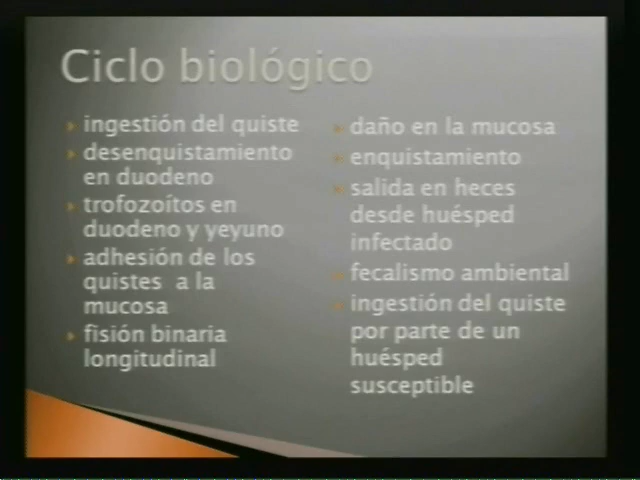 Ciclo biológico
ingestión del quiste
desenquistamiento
en duodeno
trofozoítos en
duodeno y yeyuno
adhesión de los
quistes a la
mucosa
fisión binaria
longitudinal
daño en la mucosa
enquistamiento
salida en heces
desde huésped
infectado
fecalismo ambiental
ingestión del quiste
por parte de un
huésped
susceptible